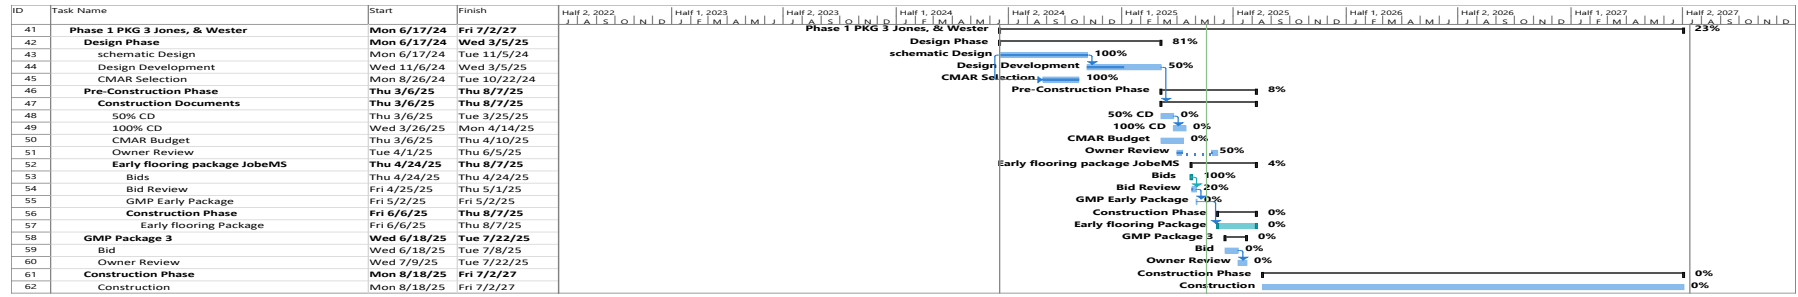 ID Task Name Start Finish Half 2, 2022 Half 1, 2023 Half 2, 2023 Half 1, 2024 Half 2, 2024 Half 1, 2025 Half 2, 2025 Half 1, 2026 Half 2, 2026 Half 1, 2027 Half 2, 2027
J A S O N D J F M A M J J A S O N D J F M A M J J A S O N D J F M A M J J A S O N D J F M A M J J A S O N D J F M A M J J A S O N D
41 Phase 1 PKG 3 Jones, & Wester Mon 6/17/24 Fri 7/2/27 Phase 1 PKG 3 Jones, & Wester 23%
42 Design Phase Mon 6/17/24 Wed 3/5/25 Design Phase 81%
43 schematic Design Mon 6/17/24 Tue 11/5/24 schematic Design 100%
44 Design Development Wed 11/6/24 Wed 3/5/25 Design Development 50%
45 CMAR Selection Mon 8/26/24 Tue 10/22/24 CMAR Selection 100%
46 Pre-Construction Phase Thu 3/6/25 Thu 8/7/25 Pre-Construction Phase 8%
47 Construction Documents Thu 3/6/25 Thu 8/7/25
48 50% CD Thu 3/6/25 Tue 3/25/25 50% CD 0%
49 100% CD Wed 3/26/25 Mon 4/14/25 100% CD 0%
50 CMAR Budget Thu 3/6/25 Thu 4/10/25 CMAR Budget 0%
51 Owner Review Tue 4/1/25 Thu 6/5/25 Owner Review 50%
52 Early flooring package JobeMS Thu 4/24/25 Thu 8/7/25 Early flooring package JobeMS 4%
53 Bids Thu 4/24/25 Thu 4/24/25 Bids 100%
54 Bid Review Fri 4/25/25 Thu 5/1/25 Bid Review 20%
55 GMP Early Package Fri 5/2/25 Fri 5/2/25 GMP Early Package 0%
56 Construction Phase Fri 6/6/25 Thu 8/7/25 Construction Phase 0%
57 Early flooring Package Fri 6/6/25 Thu 8/7/25 Early flooring Package 0%
58 GMP Package 3 Wed 6/18/25 Tue 7/22/25 GMP Package 3 0%
59 Bid Wed 6/18/25 Tue 7/8/25 Bid 0%
60 Owner Review Wed 7/9/25 Tue 7/22/25 Owner Review 0%
61 Construction Phase Mon 8/18/25 Fri 7/2/27 Construction Phase 0%
62 Construction Mon 8/18/25 Fri 7/2/27 Construction 0%